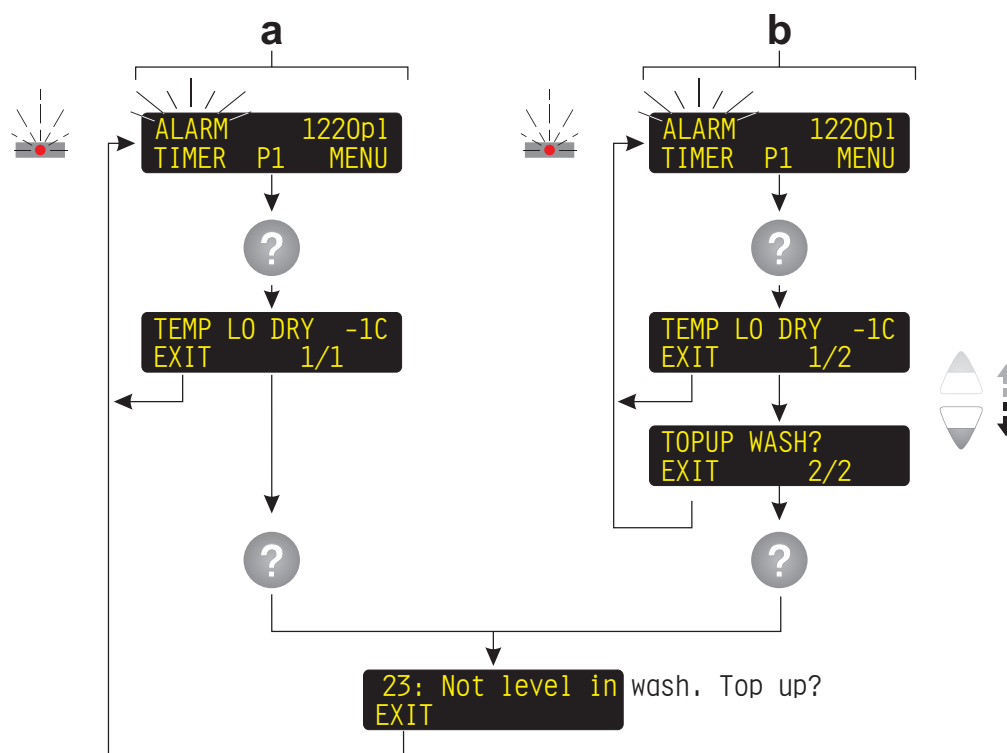 a
ALARM 1220pl
TIMER P1 MENU
?
TEMP LO DRY -1C
EXIT 1/1
?
b
ALARM 1220pl
TIMER P1 MENU
?
TEMP LO DRY -1C
EXIT 1/2
TOPUP WASH?
EXIT 2/2
?
23: Not level in wash. Top up?
EXIT